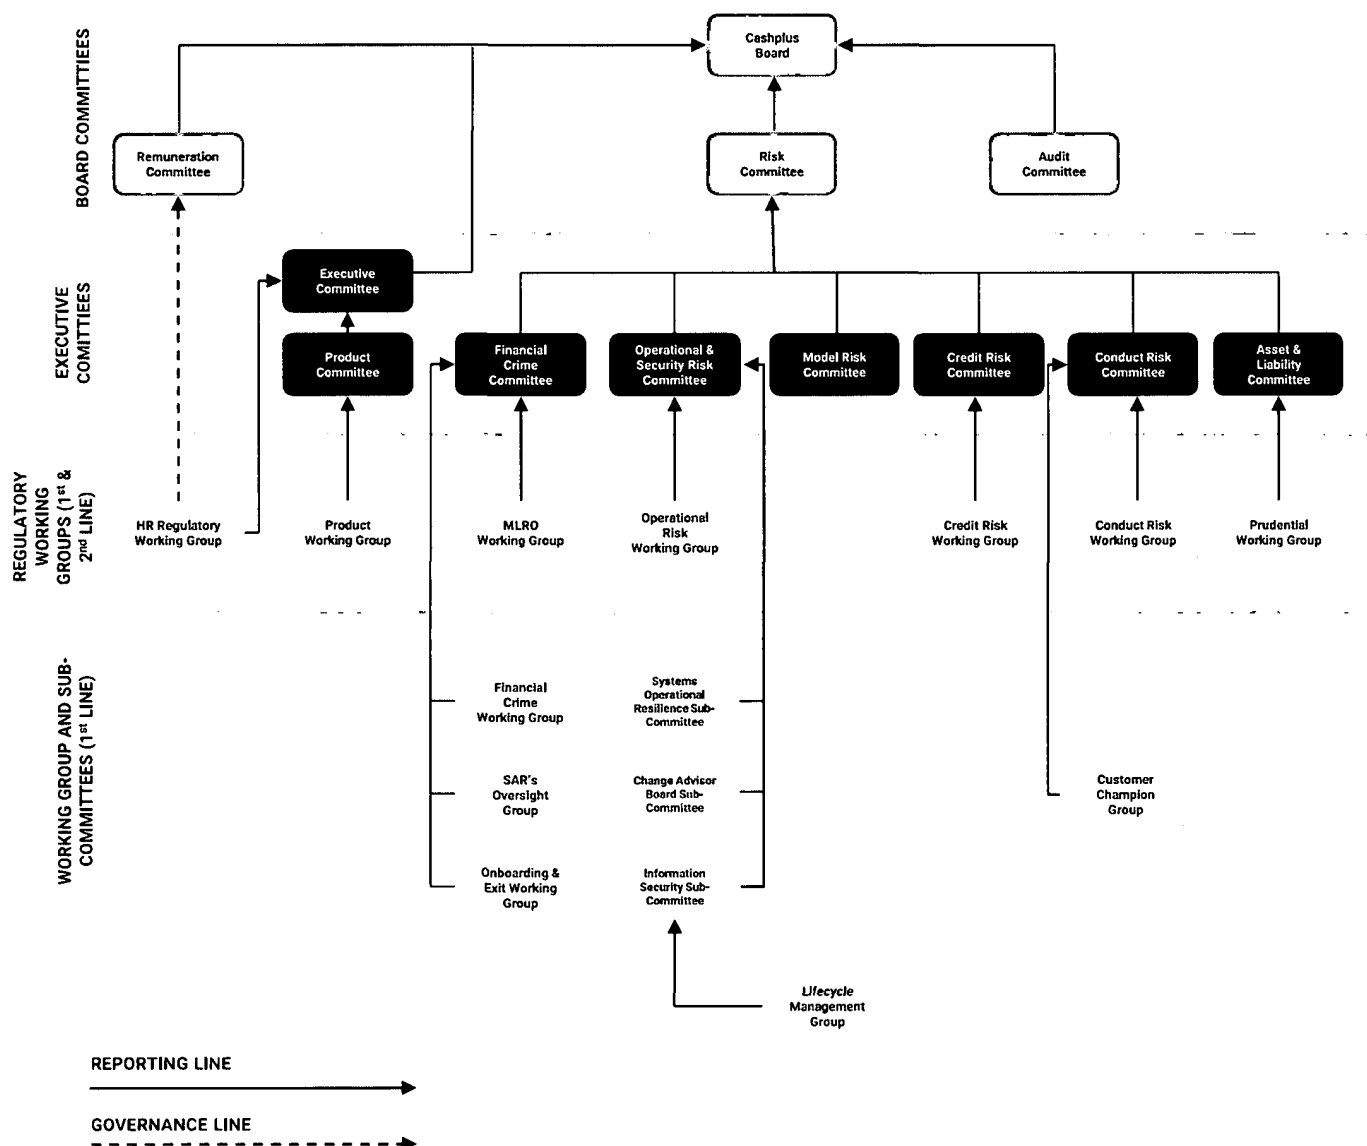 BOARD COMMITTIEES
Cashplus
Board
Remuneration
Committee
Risk
Committee
Audit
Committee
EXECUTIVE
COMITTIEES
Executive
Committee
Product
Committee
Financial
Crime
Committee
Operational &
Security Risk
Committee
Model Risk
Committee
Credit Risk
Committee
Conduct Risk
Committee
Asset &
Liability
Committee
REGULATORY
WORKING
GROUPS (1st &
2nd LINE)
HR Regulatory
Working Group
Product
Working Group
MLRO
Working Group
Operational
Risk
Working Group
Credit Risk
Working Group
Conduct Risk
Working Group
Prudential
Working Group
WORKING GROUP AND SUB-
COMMITTEES (1st LINE)
Financial
Crime
Working Group
Systems
Operational
Resilience Sub-
Committee
SAR's
Oversight
Group
Change Advisor
Board Sub-
Committee
Customer
Champion
Group
Onboarding &
Exit Working
Group
Information
Security Sub-
Committee
Lifecycle
Management
Group
REPORTING LINE
GOVERNANCE LINE